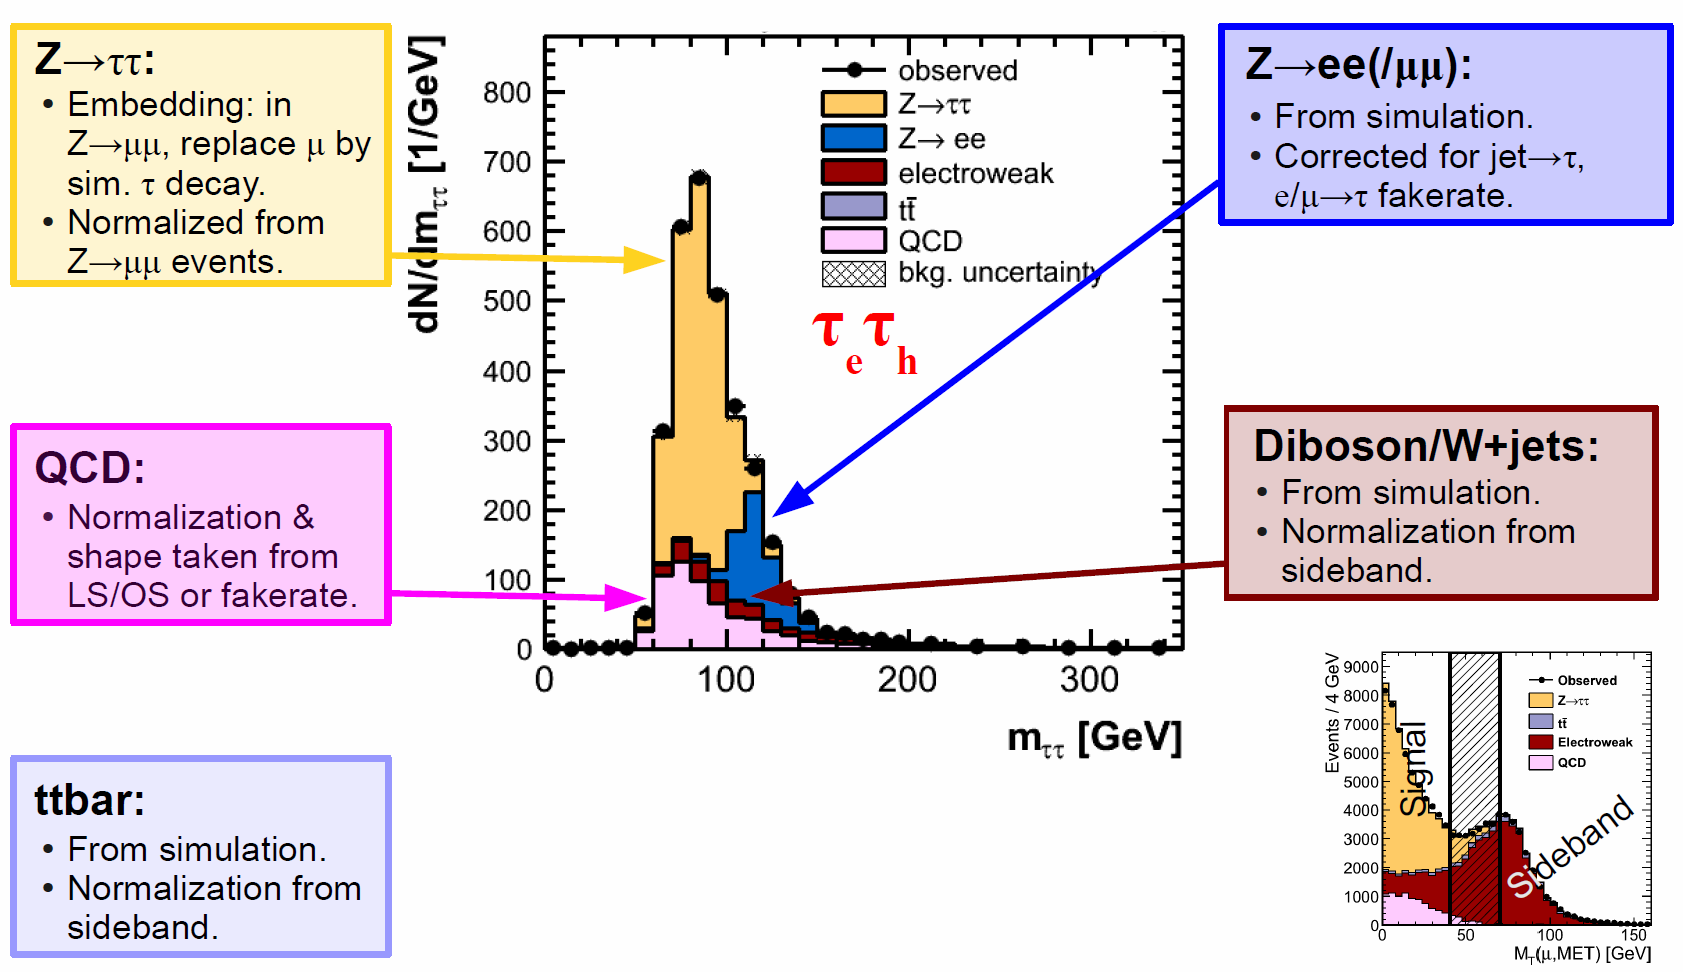 Z→ττ:
• Embedding: in
Z→μμ, replace μ by
sim. τ decay.
• Normalized from
Z→μμ events.
QCD:
• Normalization &
shape taken from
LS/OS or fakerate.
ttbar:
• From simulation.
• Normalization from
sideband.
dN/dmττ [1/GeV]
800
700
600
500
400
300
200
100
0
0
100
200
300
mττ [GeV]
observed
Z→ττ
Z→ ee
electroweak
tt̄
QCD
bkg. uncertainty
τeτh
Z→ee(/μμ):
• From simulation.
• Corrected for jet→τ,
e/μ→τ fakerate.
Diboson/W+jets:
• From simulation.
• Normalization from
sideband.
Events / 4 GeV
9000
8000
7000
6000
5000
4000
3000
2000
1000
0
0
50
100
150
MT(μ,MET) [GeV]
Observed
Z→ττ
tt̄
Electroweak
QCD
Signal
Sideband